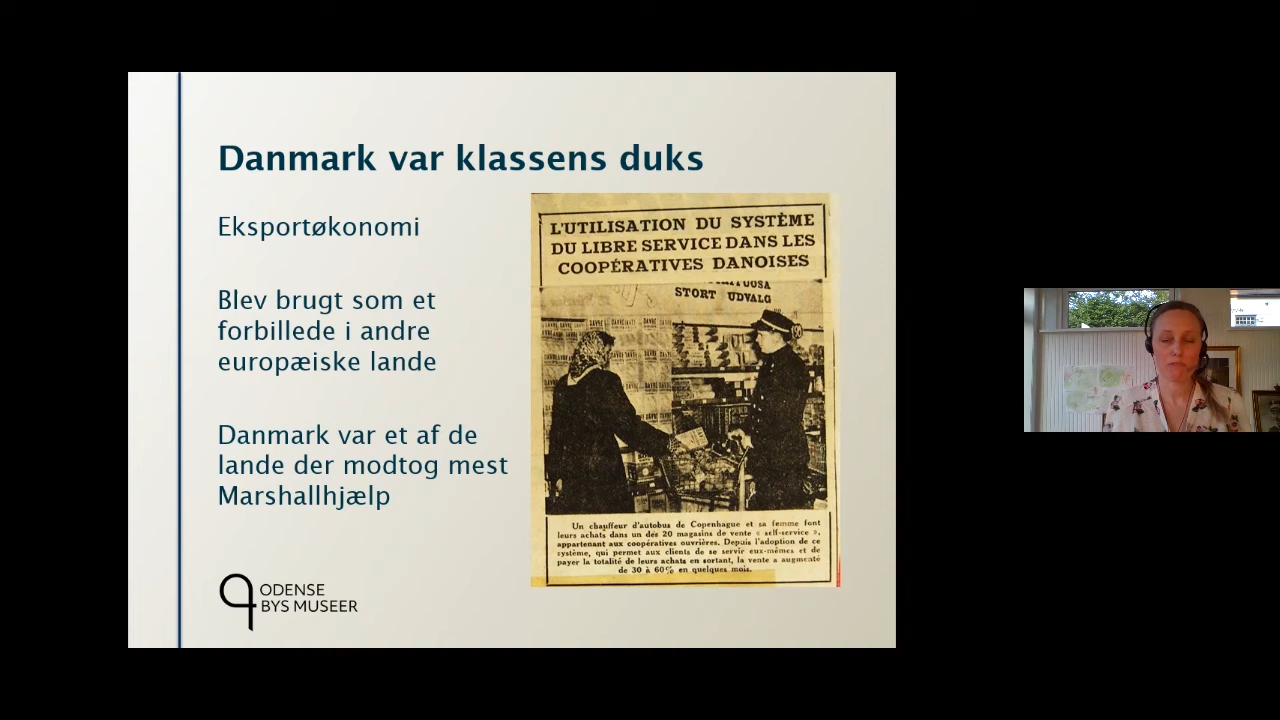 Danmark var klassens duks
Eksportøkonomi
Blev brugt som et
forbillede i andre
europæiske lande
Danmark var et af de
lande der modtog mest
Marshallhjælp
L'UTILISATION DU SYSTÈME
DU LIBRE SERVICE DANS LES
COOPÉRATIVES DANOISES
STORT UDVALG
Un chauffeur d'autobus de Copenhague et sa femme font
leurs achats dans un des 20 magasins de vente « self-service »,
appartenant aux coopératives ouvrières. Depuis l'adoption de ce
système, qui permet aux clients de se servir eux-mêmes et de
payer la totalité de leurs achats en sortant, la vente a augmenté
de 30 à 60% en quelques mois.
ODENSE
BYS MUSEER